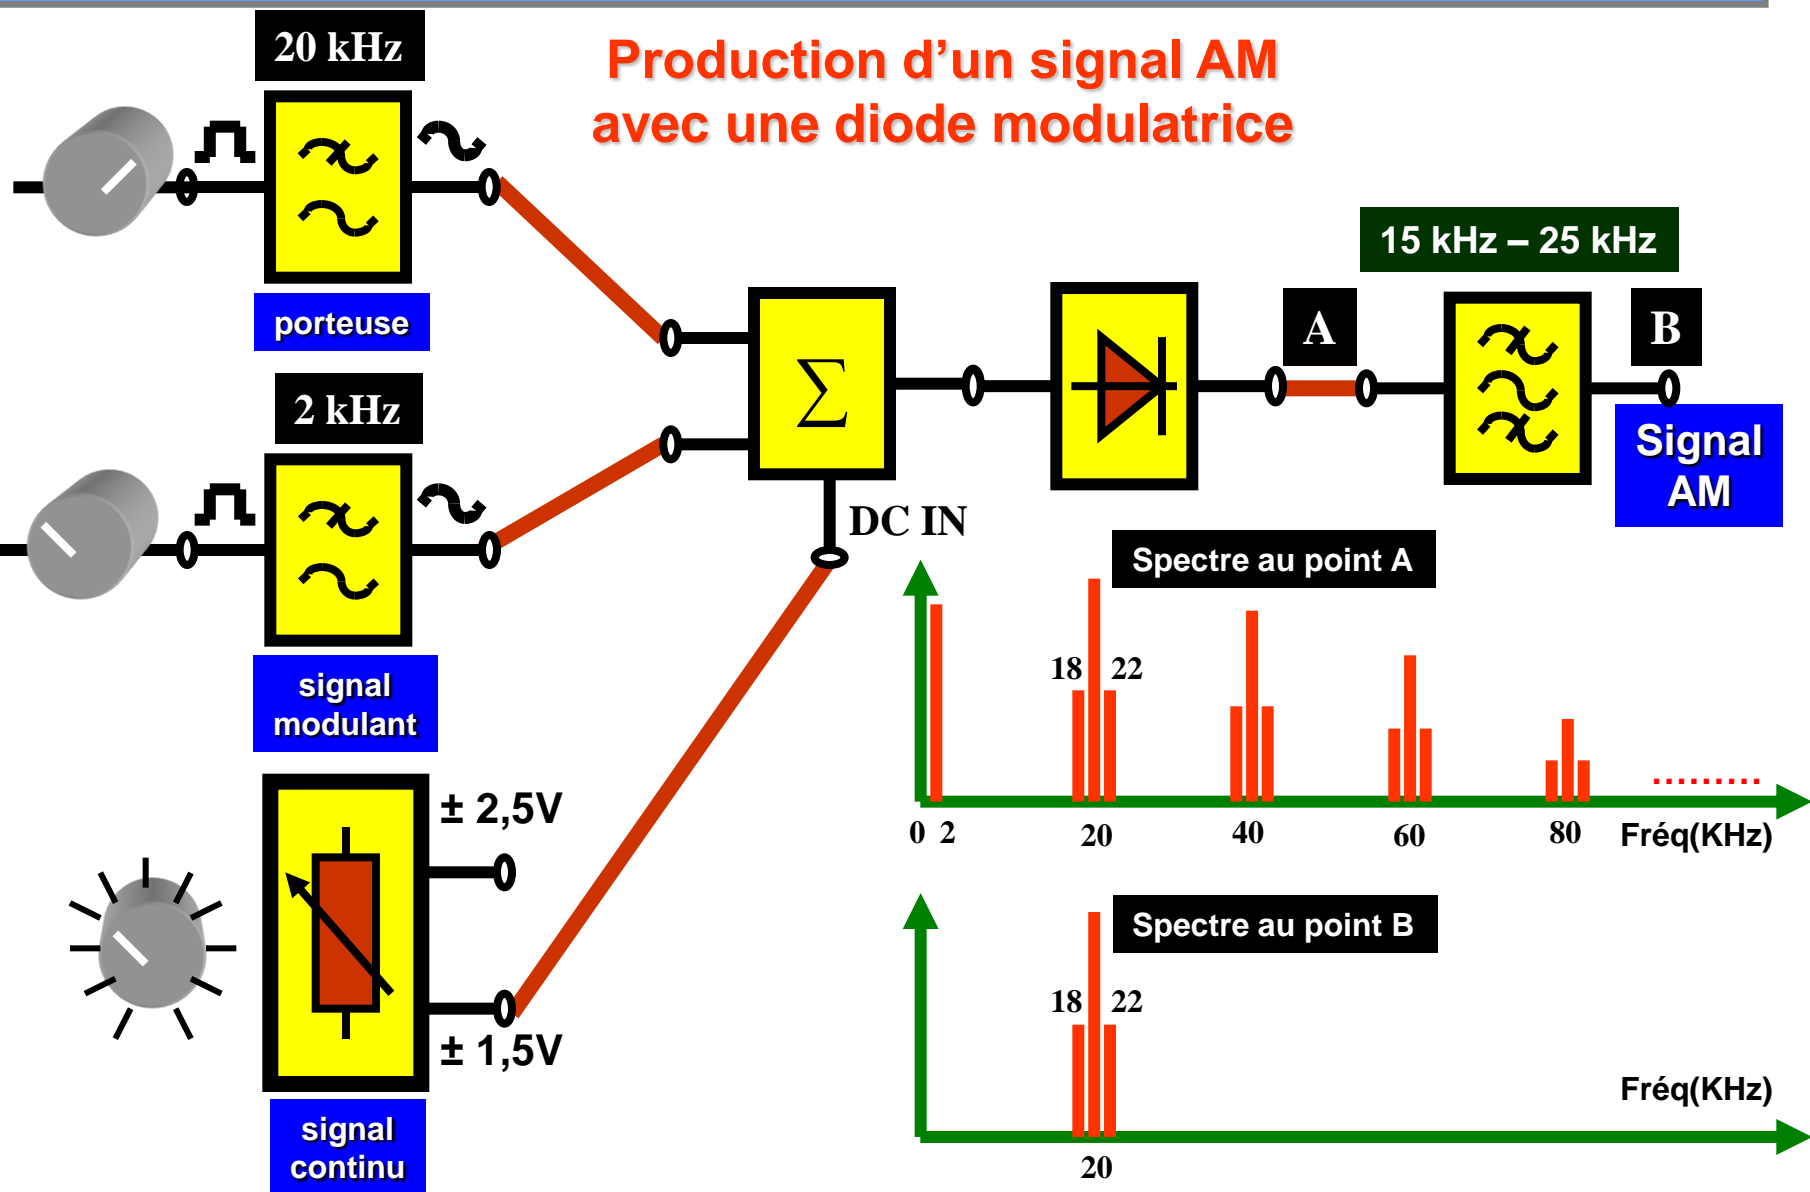 Production d’un signal AM
avec une diode modulatrice
20 kHz
porteuse
2 kHz
signal
modulant
± 2,5V
± 1,5V
signal
continu
∑
DC IN
A
15 kHz – 25 kHz
B
Signal
AM
Spectre au point A
18 22
0 2 20 40 60 80 Fréq(KHz)
.........
Spectre au point B
18 22
Fréq(KHz)
20